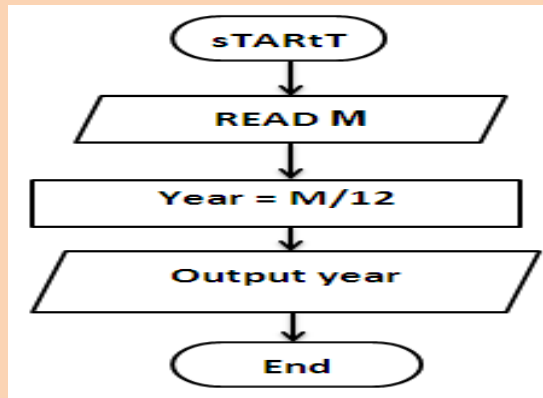 sTARtT
READ M
Year = M/12
Output year
End